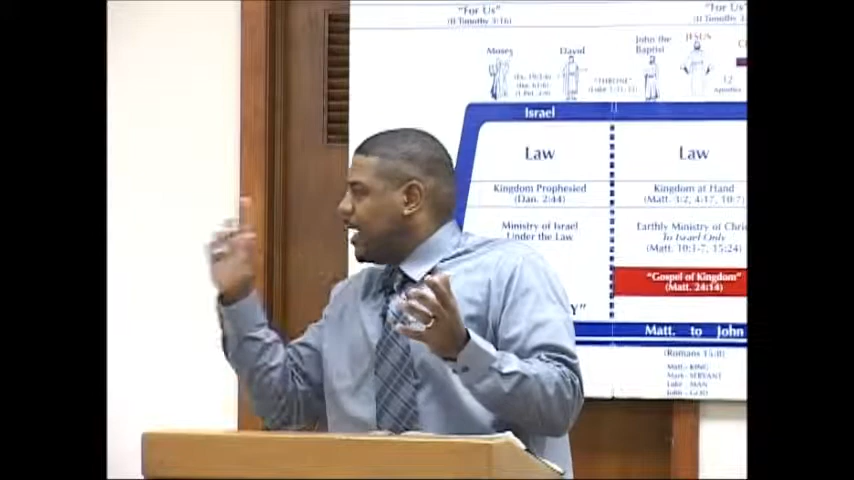 "For Us"
(II Timothy 3:16)
"For Us"
(II Timothy
Moses
David
John the
Baptist
JESUS
"THRONE"
12
Israel
Law
Law
Kingdom Prophesied
(Dan. 2:44)
Kingdom at Hand
(Matt. 3:2, 4:17, 10:7)
Ministry of Israel
Under the Law
Earthly Ministry of Chris
To Israel Only
(Matt. 10:1-7, 15:24)
"Gospel of Kingdom"
(Matt. 24:14)
Y"
Matt. to John
(Romans 15:8)
Matt - KING
Mark - SERVANT
Luke - MAN
John - GOD